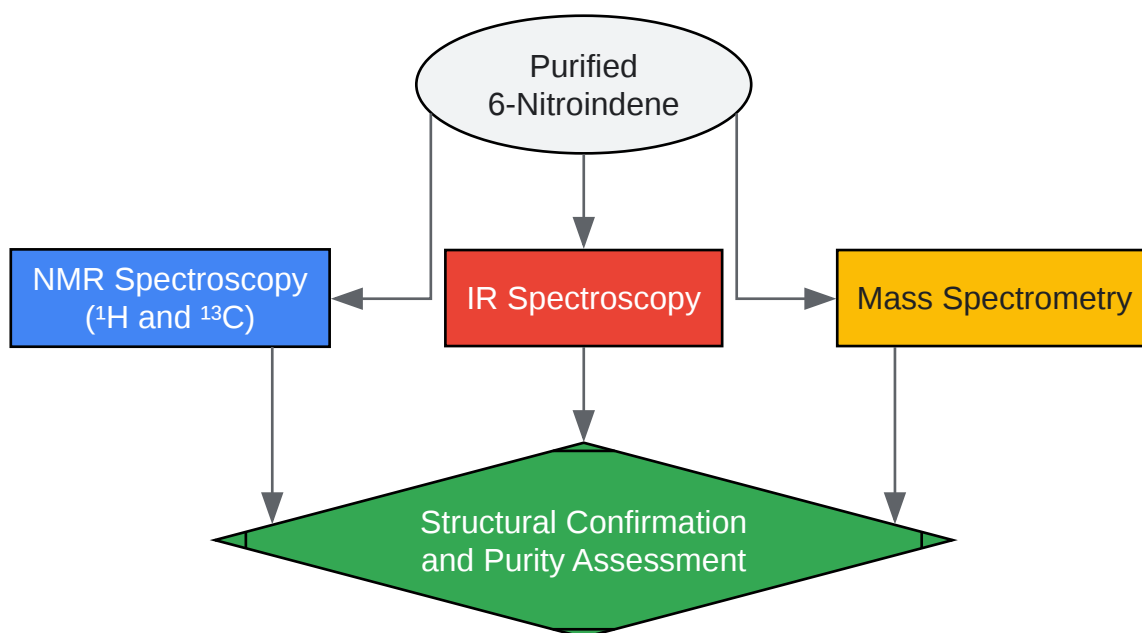 Purified
6-Nitroindene
NMR Spectroscopy
(¹H and ¹³C)
IR Spectroscopy
Mass Spectrometry
Structural Confirmation
and Purity Assessment